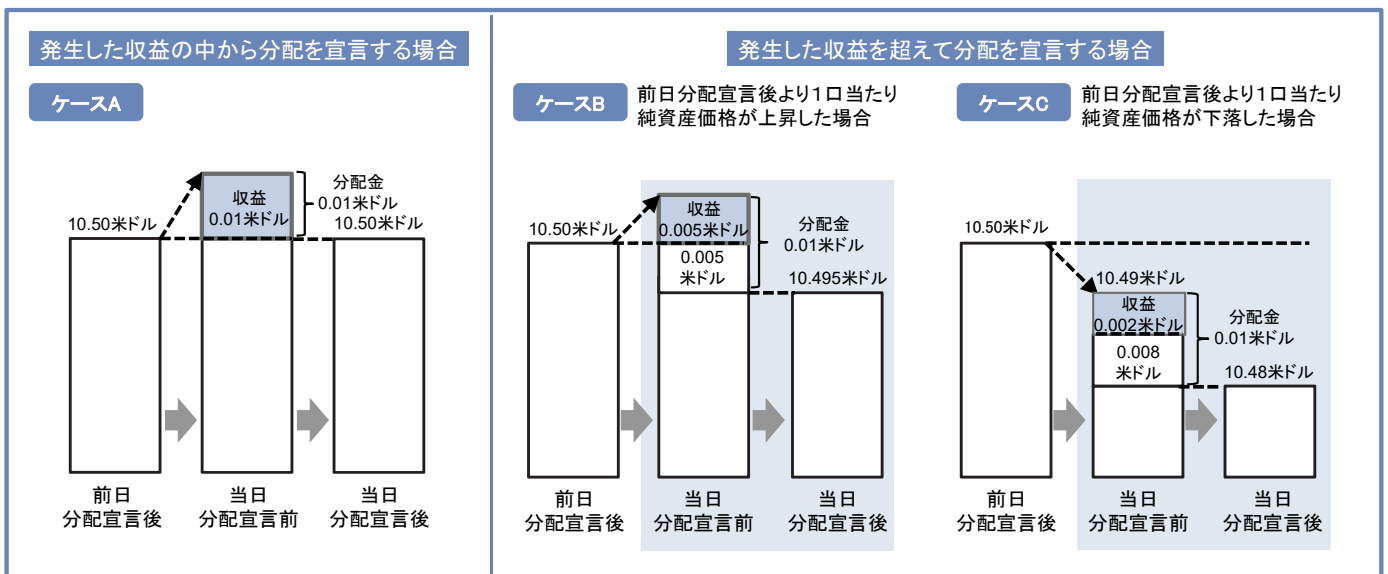 発生した収益の中から分配を宣言する場合
ケースA
10.50米ドル
収益
0.01米ドル
分配金
0.01米ドル
10.50米ドル
前日
分配宣言後
当日
分配宣言前
当日
分配宣言後
発生した収益を超えて分配を宣言する場合
ケースB
前日分配宣言後より1口当たり
純資産価格が上昇した場合
10.50米ドル
収益
0.005米ドル
0.005
米ドル
分配金
0.01米ドル
10.495米ドル
前日
分配宣言後
当日
分配宣言前
当日
分配宣言後
ケースC
前日分配宣言後より1口当たり
純資産価格が下落した場合
10.50米ドル
10.49米ドル
収益
0.002米ドル
0.008
米ドル
分配金
0.01米ドル
10.48米ドル
前日
分配宣言後
当日
分配宣言前
当日
分配宣言後